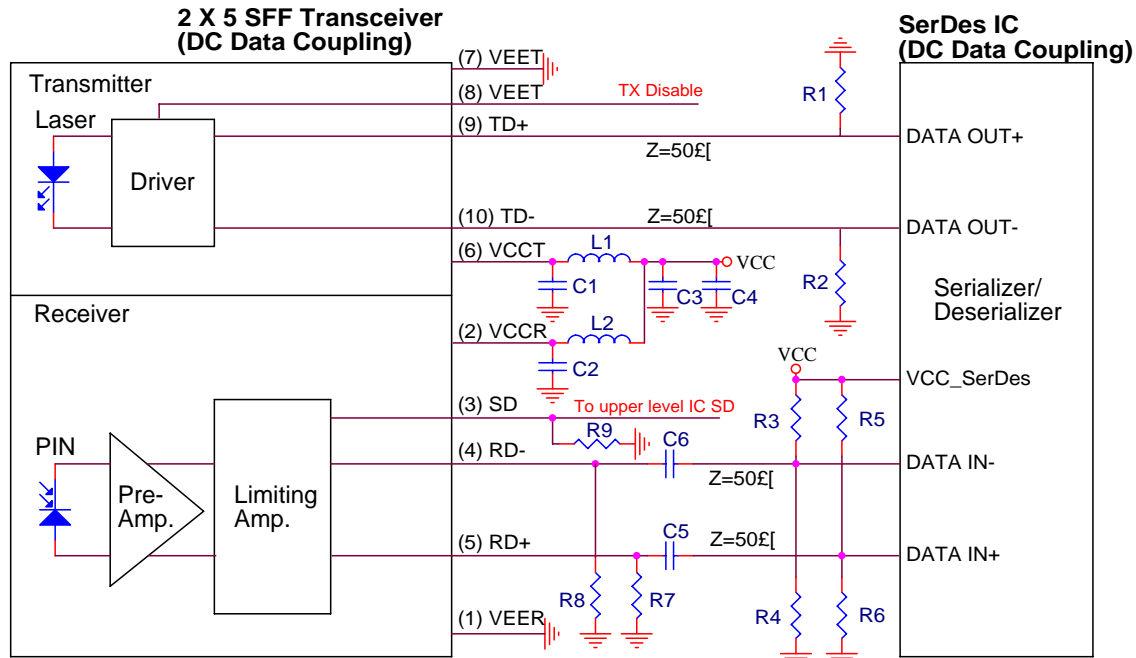 2 X 5 SFF Transceiver
(DC Data Coupling)
SerDes IC
(DC Data Coupling)
(7) VEET
Transmitter
(8) VEET
TX Disable
R1
Laser
(9) TD+
DATA OUT+
Z=50£[
Driver
(10) TD-
Z=50£[
DATA OUT-
(6) VCCT
L1
VCC
R2
C1
C3
C4
Serializer/
Deserializer
Receiver
(2) VCCR
L2
C2
VCC
VCC_SerDes
(3) SD
To upper level IC SD
R3
R5
R9
PIN
(4) RD-
C6
DATA IN-
Z=50£[
Pre-
Amp.
Limiting
Amp.
(5) RD+
C5
Z=50£[
DATA IN+
R8
R7
R4
R6
(1) VEER